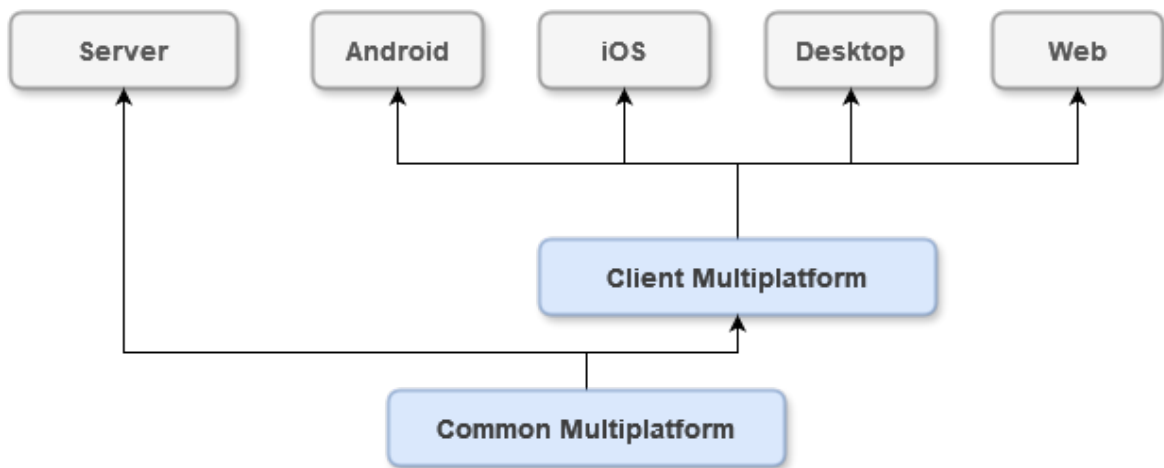 Server
Android
iOS
Desktop
Web
Client Multiplatform
Common Multiplatform